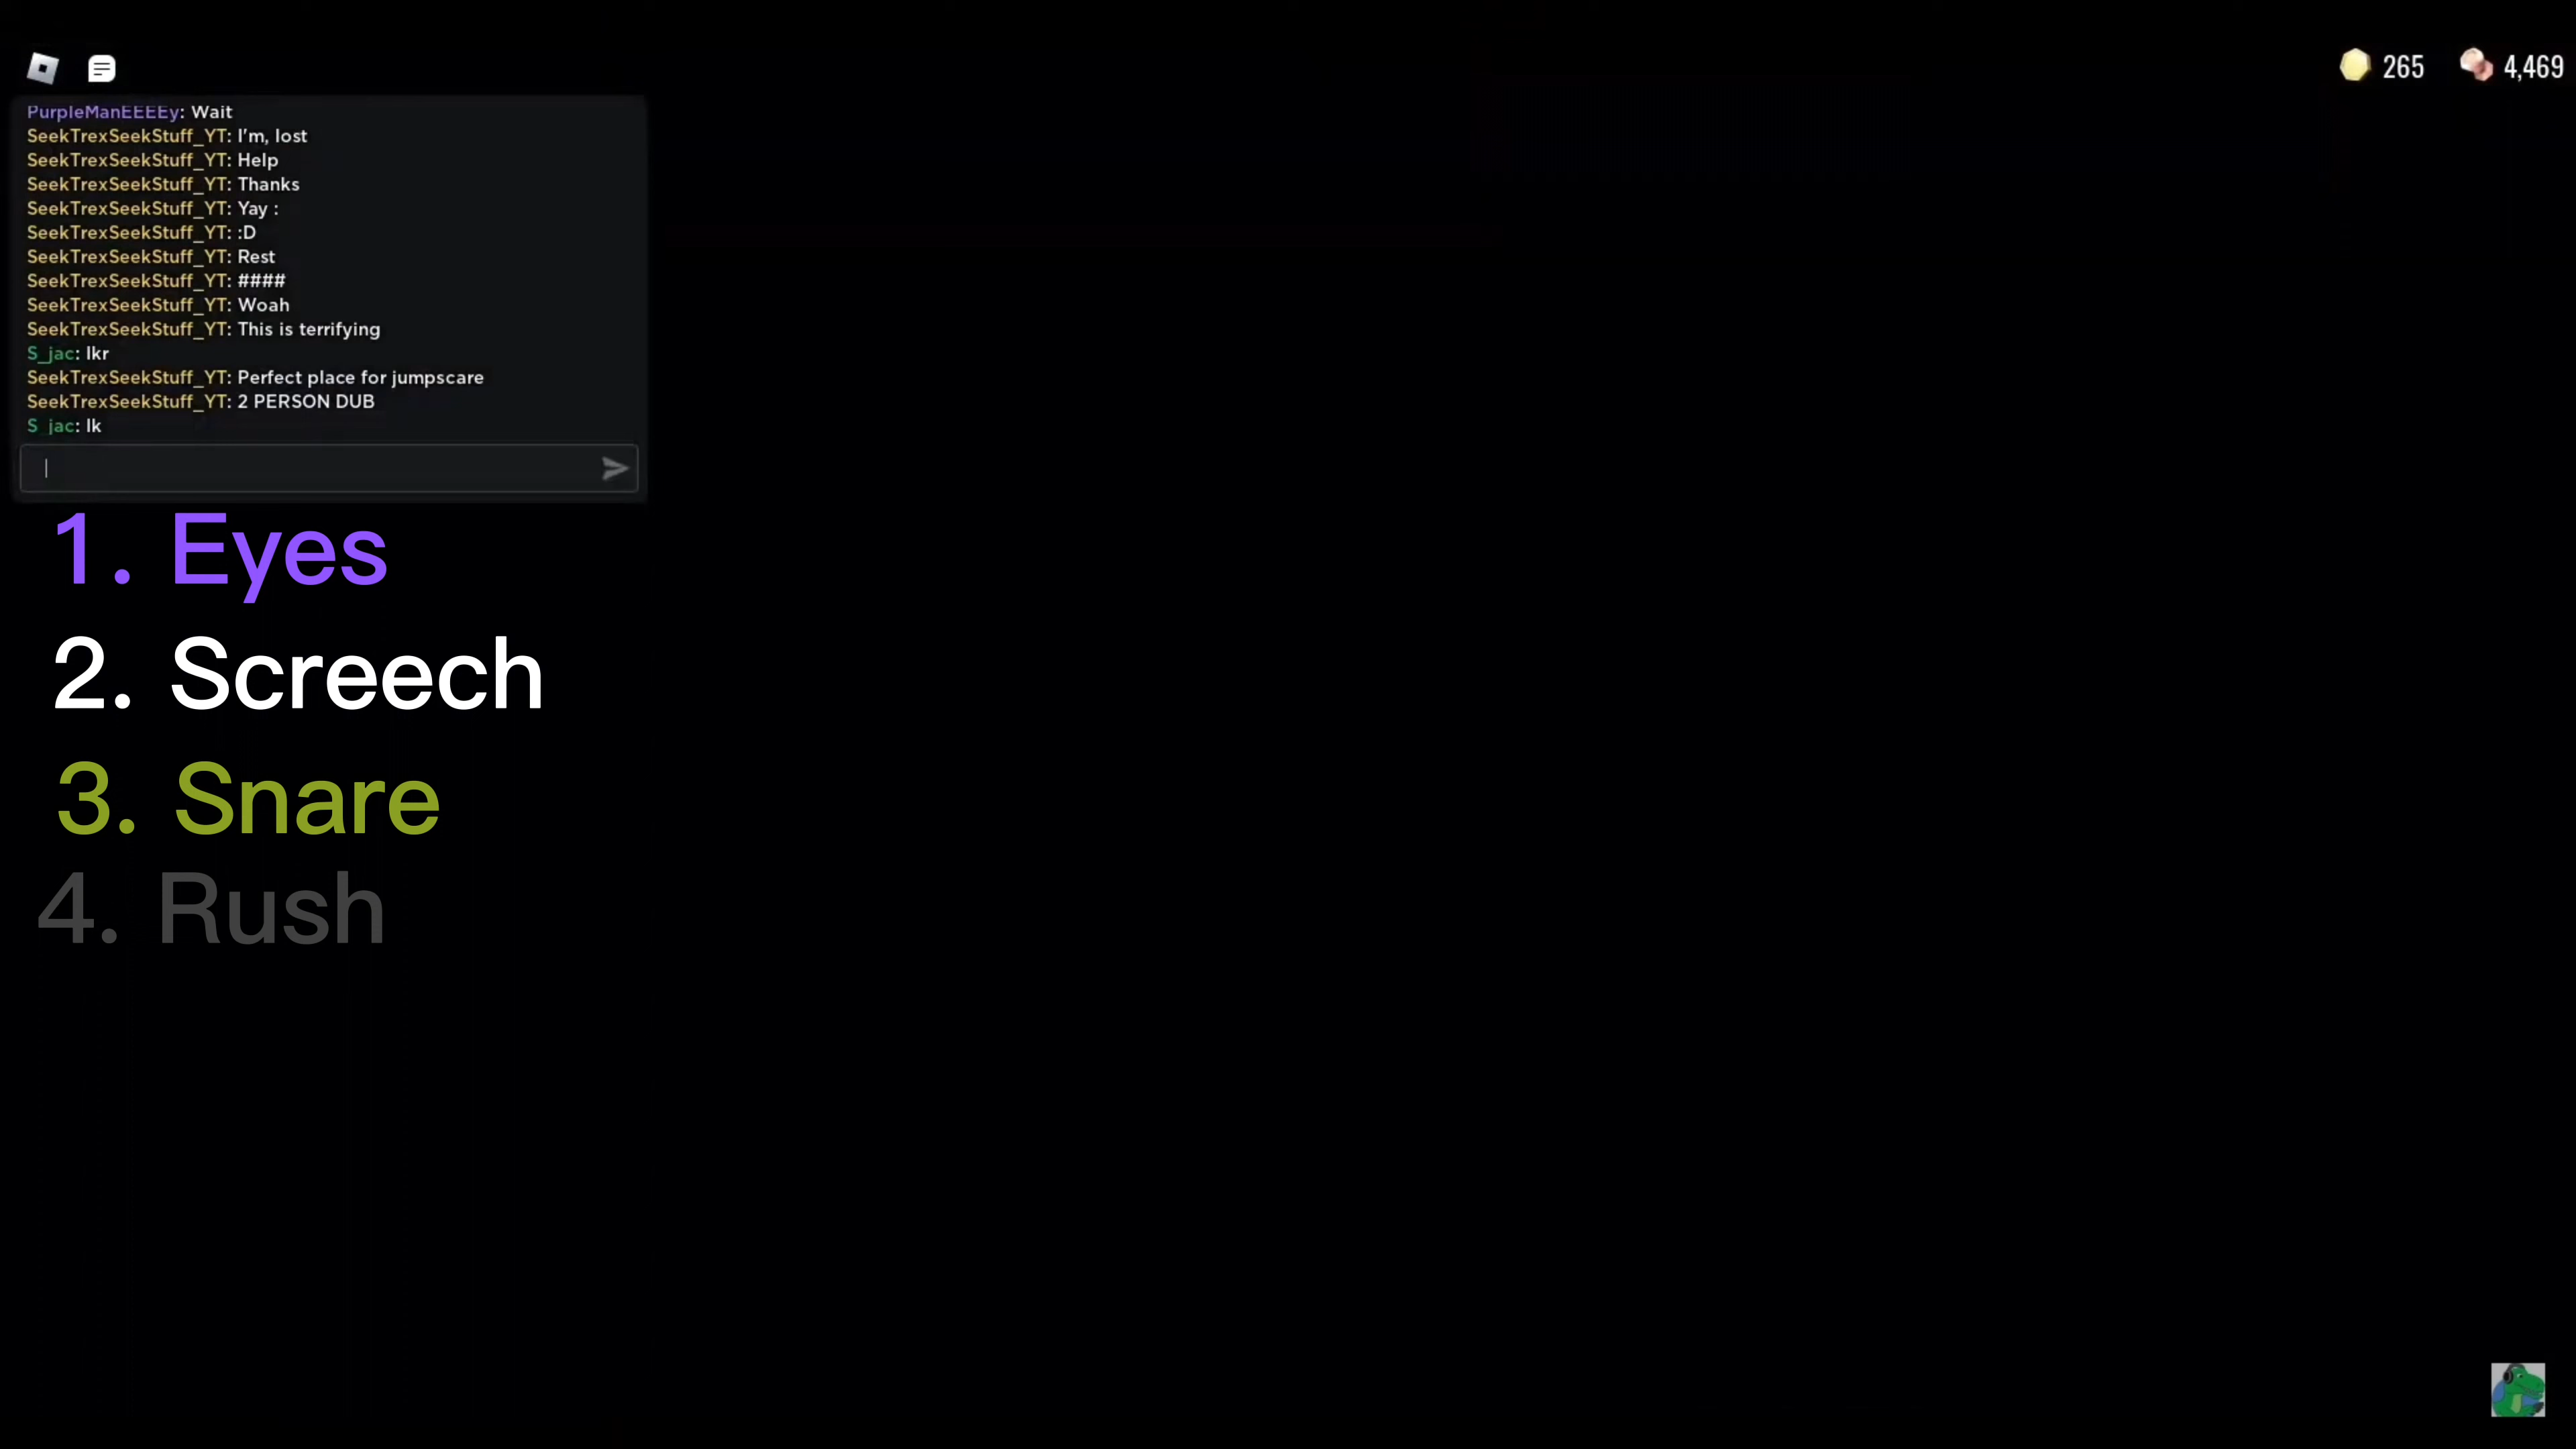 265 4,469
PurpleManEEEEy: Wait
SeekTrexSeekStuff_YT: I'm, lost
SeekTrexSeekStuff_YT: Help
SeekTrexSeekStuff_YT: Thanks
SeekTrexSeekStuff_YT: Yay :
SeekTrexSeekStuff_YT: :D
SeekTrexSeekStuff_YT: Rest
SeekTrexSeekStuff_YT: ####
SeekTrexSeekStuff_YT: Woah
SeekTrexSeekStuff_YT: This is terrifying
S_jac: Ikr
SeekTrexSeekStuff_YT: Perfect place for jumpscare
SeekTrexSeekStuff_YT: 2 PERSON DUB
S_jac: Ik
1. Eyes
2. Screech
3. Snare
4. Rush